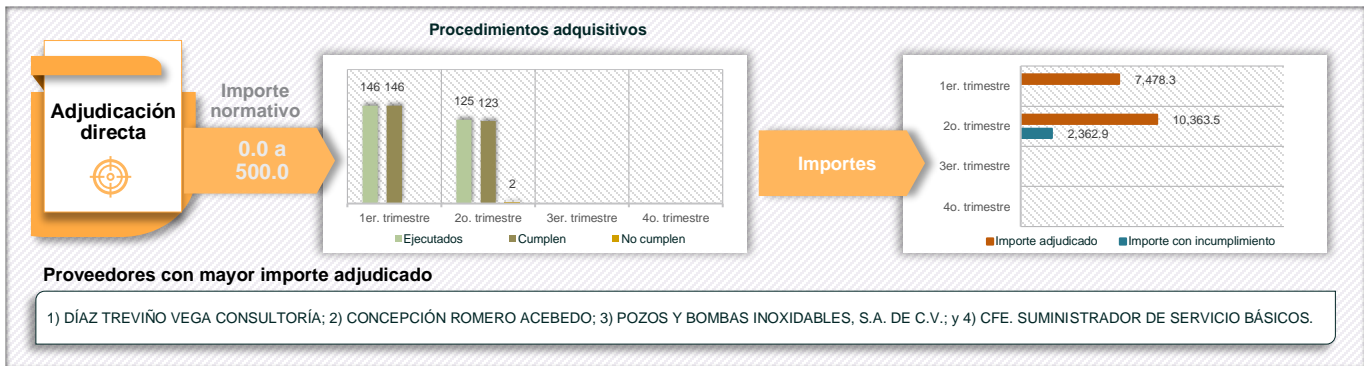 Adjudicación
directa
Importe
normativo
0.0 a
500.0
Procedimientos adquisitivos
146 146
125 123
2
1er. trimestre 2o. trimestre 3er. trimestre 4o. trimestre
Ejecutados Cumplen No cumplen
Importes
1er. trimestre 7,478.3
2o. trimestre 10,363.5
2,362.9
3er. trimestre
4o. trimestre
Importe adjudicado Importe con incumplimiento
Proveedores con mayor importe adjudicado
1) DÍAZ TREVIÑO VEGA CONSULTORÍA; 2) CONCEPCIÓN ROMERO ACEBEDO; 3) POZOS Y BOMBAS INOXIDABLES, S.A. DE C.V.; y 4) CFE. SUMINISTRADOR DE SERVICIO BÁSICOS.